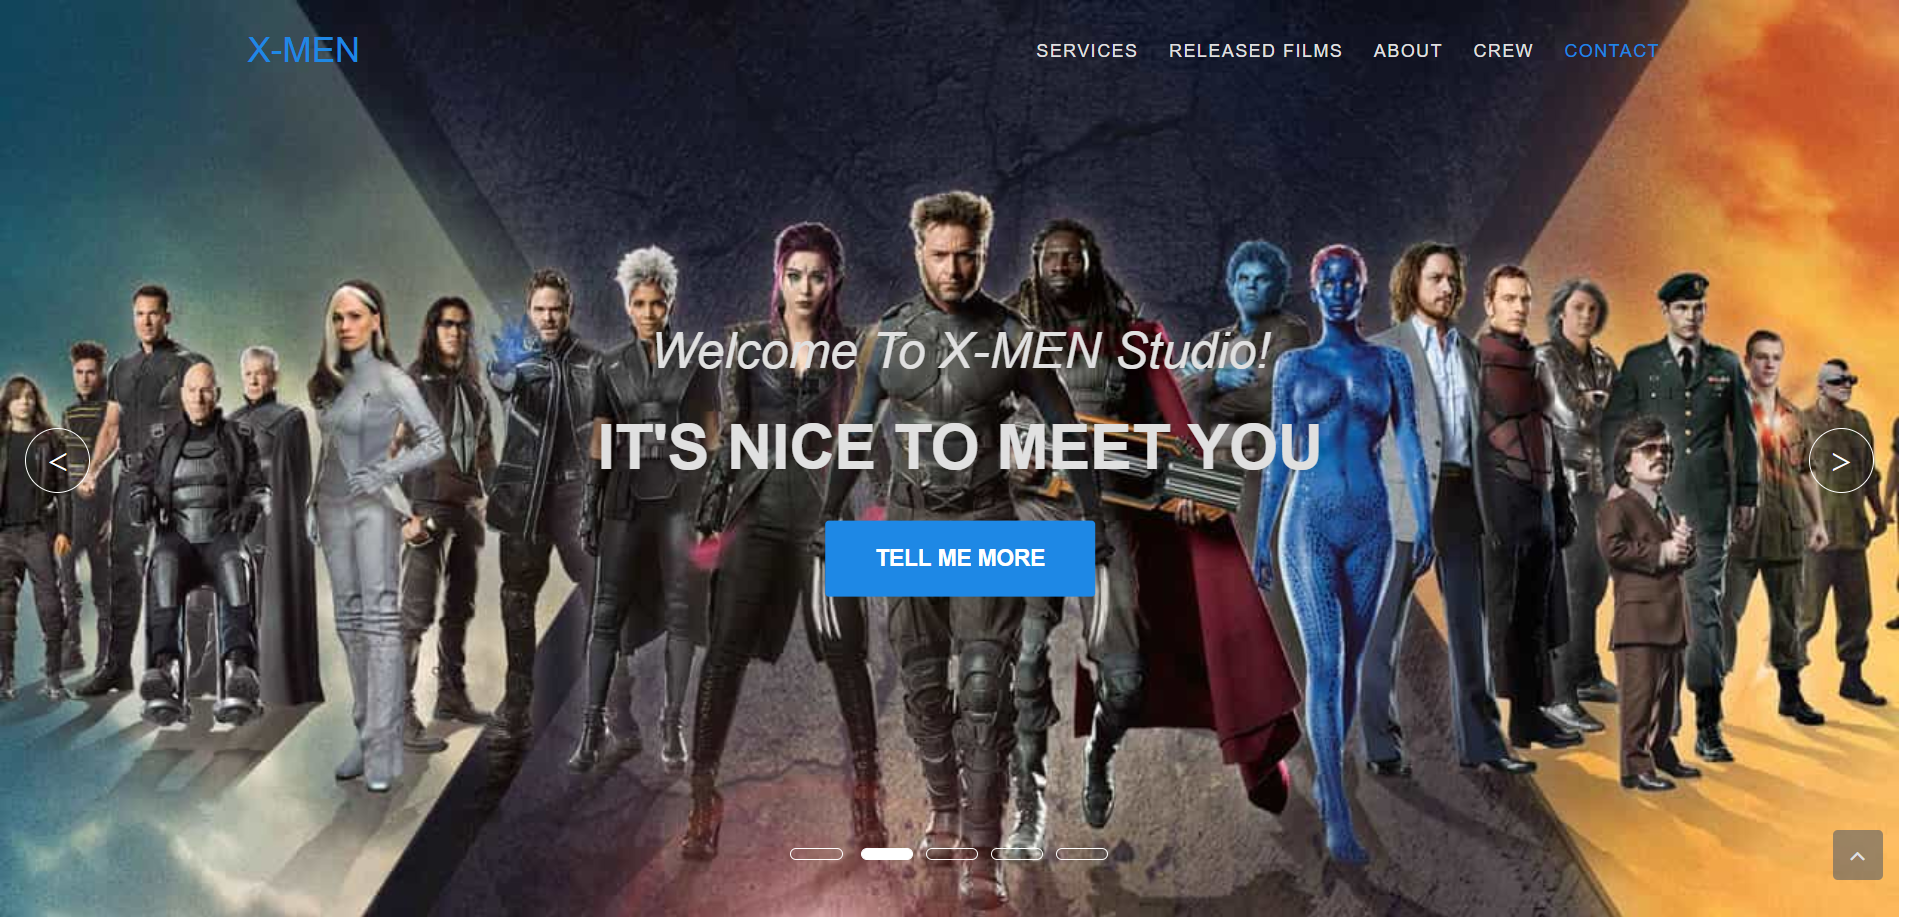 X-MEN
SERVICES RELEASED FILMS ABOUT CREW CONTACT
Welcome To X-MEN Studio!
IT'S NICE TO MEET YOU
< >
TELL ME MORE